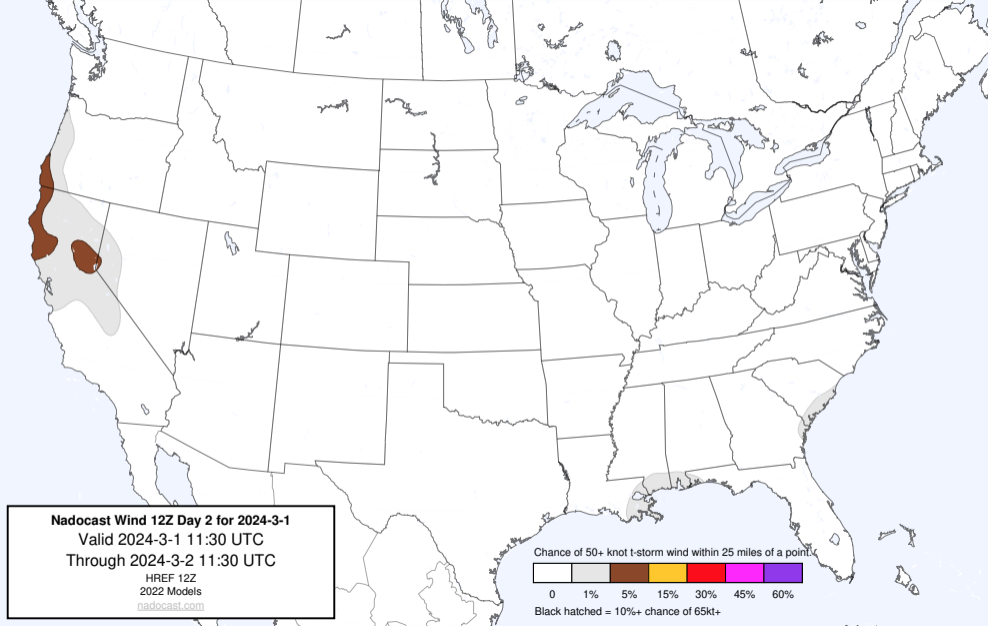 Nadocast Wind 12Z Day 2 for 2024-3-1
Valid 2024-3-1 11:30 UTC
Through 2024-3-2 11:30 UTC
HREF 12Z
2022 Models
nadocast.com
Chance of 50+ knot t-storm wind within 25 miles of a point.
0 1% 5% 15% 30% 45% 60%
Black hatched = 10%+ chance of 65kt+